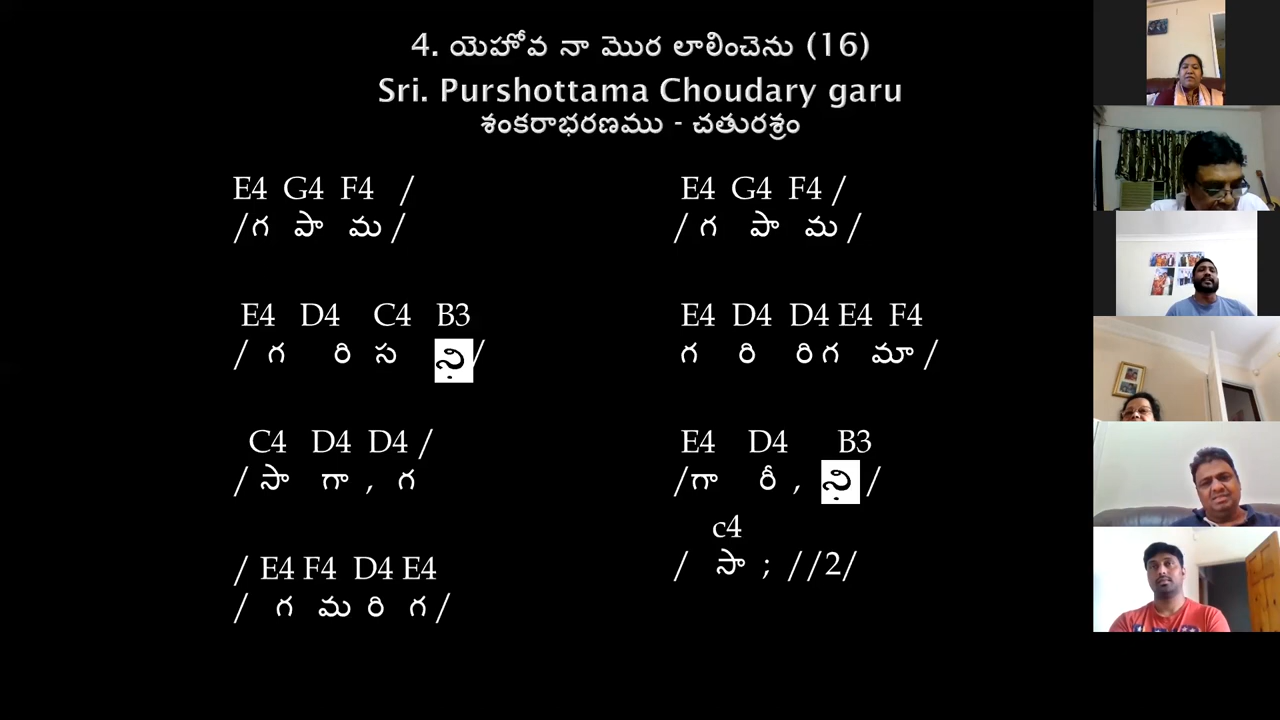 4. యెహోవ నా మొర లాలించెను (16)
Sri. Purshottama Choudary garu
శంకరాభరణము - చతురశ్రం
E4 G4 F4 /
/గ పా మ /
E4 D4 C4 B3
/ గ రి స ని̣ /
C4 D4 D4 /
/ సా గా , గ
/ E4 F4 D4 E4
/ గ మ రి గ /
E4 G4 F4 /
/ గ పా మ /
E4 D4 D4 E4 F4
గ రి రి గ మా /
E4 D4 B3
/గా రీ , ని̣ /
c4
/ సా ; //2/